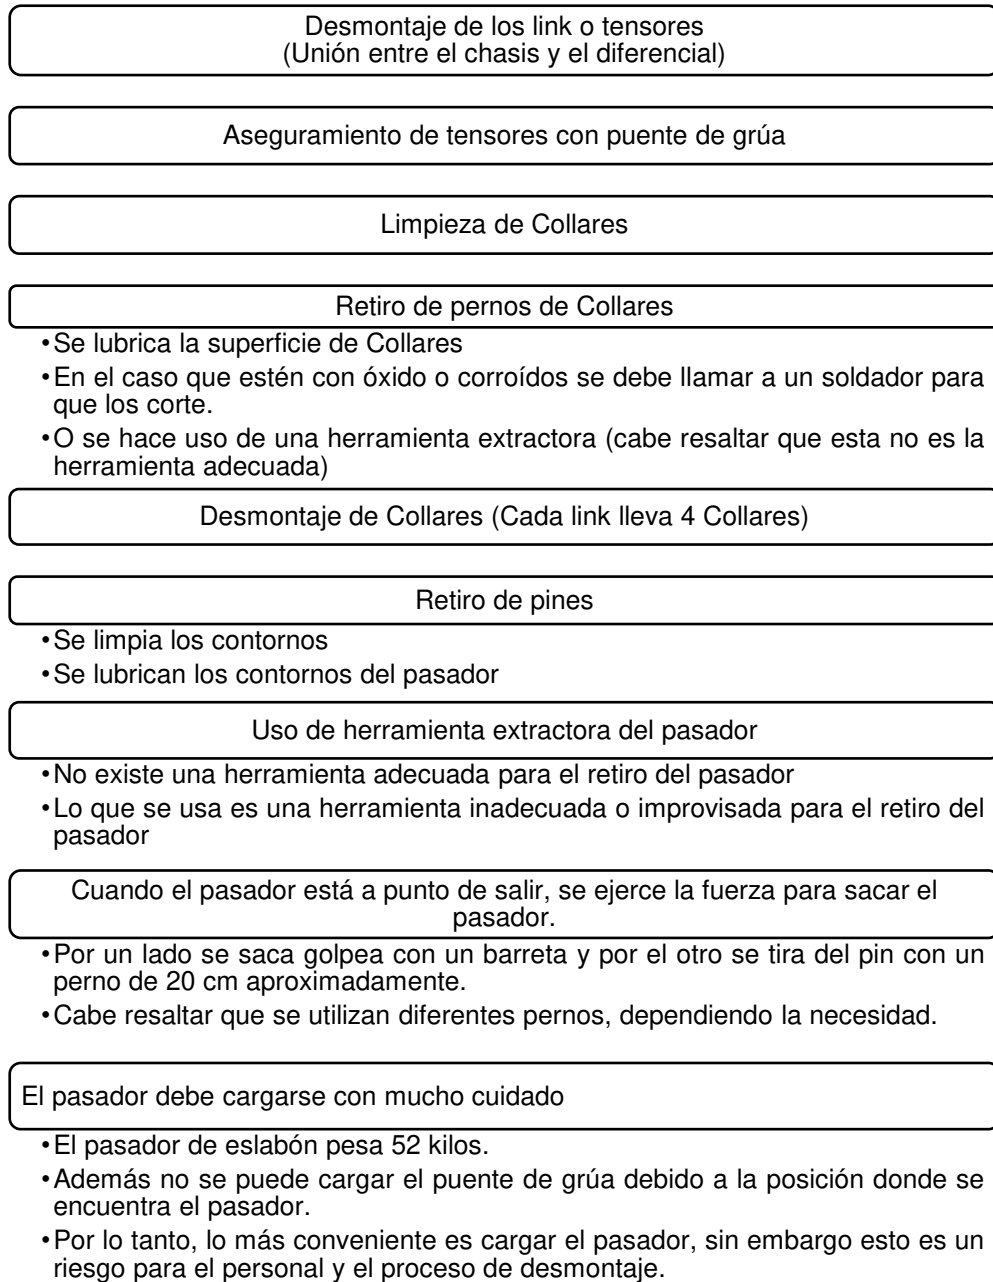 Desmontaje de los link o tensores
(Unión entre el chasis y el diferencial)
Aseguramiento de tensores con puente de grúa
Limpieza de Collares
Retiro de pernos de Collares
•Se lubrica la superficie de Collares
•En el caso que estén con óxido o corroídos se debe llamar a un soldador para
que los corte.
•O se hace uso de una herramienta extractora (cabe resaltar que esta no es la
herramienta adecuada)
Desmontaje de Collares (Cada link lleva 4 Collares)
Retiro de pines
•Se limpia los contornos
•Se lubrican los contornos del pasador
Uso de herramienta extractora del pasador
•No existe una herramienta adecuada para el retiro del pasador
•Lo que se usa es una herramienta inadecuada o improvisada para el retiro del
pasador
Cuando el pasador está a punto de salir, se ejerce la fuerza para sacar el
pasador.
•Por un lado se saca golpea con un barreta y por el otro se tira del pin con un
perno de 20 cm aproximadamente.
•Cabe resaltar que se utilizan diferentes pernos, dependiendo la necesidad.
El pasador debe cargarse con mucho cuidado
•El pasador de eslabón pesa 52 kilos.
•Además no se puede cargar el puente de grúa debido a la posición donde se
encuentra el pasador.
•Por lo tanto, lo más conveniente es cargar el pasador, sin embargo esto es un
riesgo para el personal y el proceso de desmontaje.